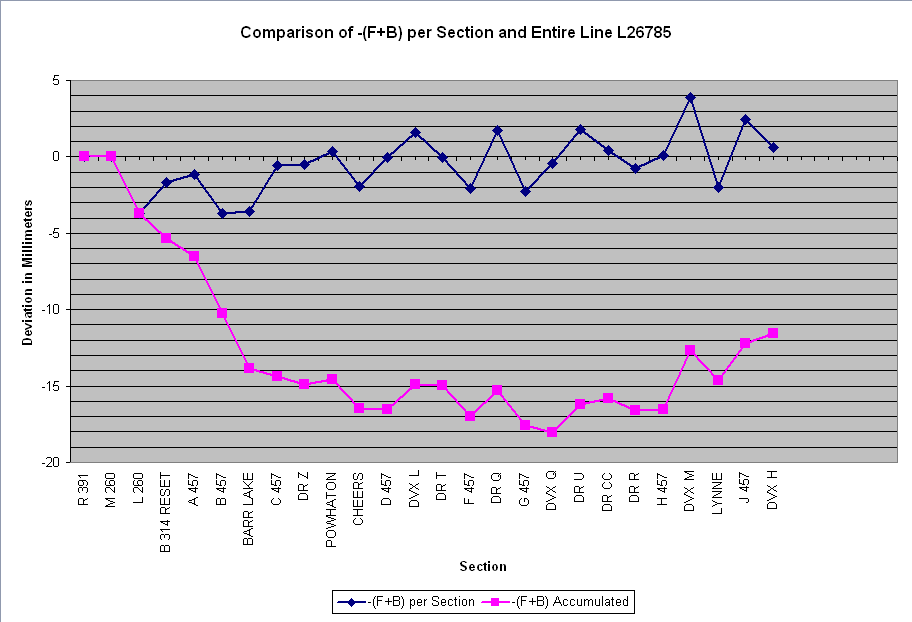 Comparison of -(F+B) per Section and Entire Line L26785
Deviation in Millimeters
5
0
-5
-10
-15
-20
R 391
M 260
L 260
B 314 RESET
A 457
B 457
BARR LAKE
C 457
DR Z
POWHATON
CHEERS
D 457
DVX L
DR T
F 457
DR Q
G 457
DVX Q
DR U
DR CC
DR R
H 457
DVX M
LYNNE
J 457
DVX H
Section
-(F+B) per Section
-(F+B) Accumulated